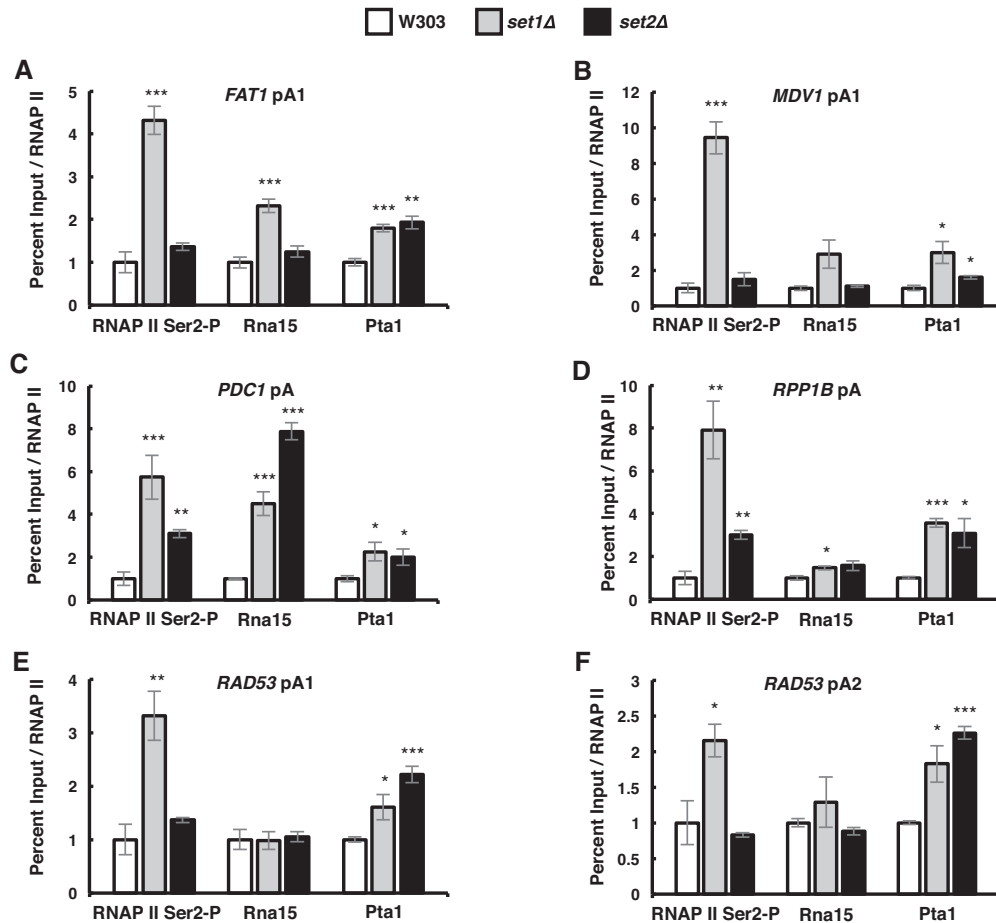 W303 set1Δ set2Δ
A
FAT1 pA1
Percent Input / RNAP II
5
4
3
2
1
0
*** *** *** **
RNAP II Ser2-P Rna15 Pta1
B
MDV1 pA1
Percent Input / RNAP II
12
10
8
6
4
2
0
*** * *
RNAP II Ser2-P Rna15 Pta1
C
PDC1 pA
Percent Input / RNAP II
10
8
6
4
2
0
*** ** *** *** * *
RNAP II Ser2-P Rna15 Pta1
D
RPP1B pA
Percent Input / RNAP II
10
8
6
4
2
0
** ** * *** *
RNAP II Ser2-P Rna15 Pta1
E
RAD53 pA1
Percent Input / RNAP II
4
3
2
1
0
** * ***
RNAP II Ser2-P Rna15 Pta1
F
RAD53 pA2
Percent Input / RNAP II
3
2.5
2
1.5
1
0.5
0
* * ***
RNAP II Ser2-P Rna15 Pta1